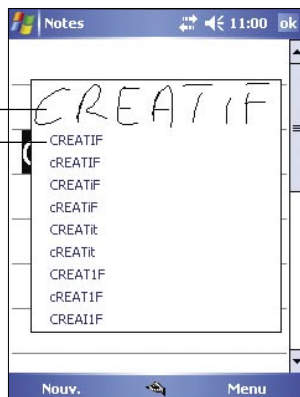 Notes 11:00 ok
CREATIF
CREATIF
cREATIF
CREATiF
cREATiF
CREATit
cREATit
CREAT1F
cREAT1F
CREAI1F
Nouv. Menu